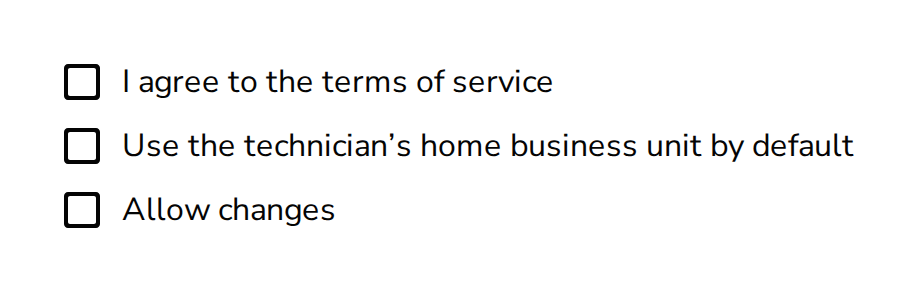 I agree to the terms of service
Use the technician’s home business unit by default
Allow changes